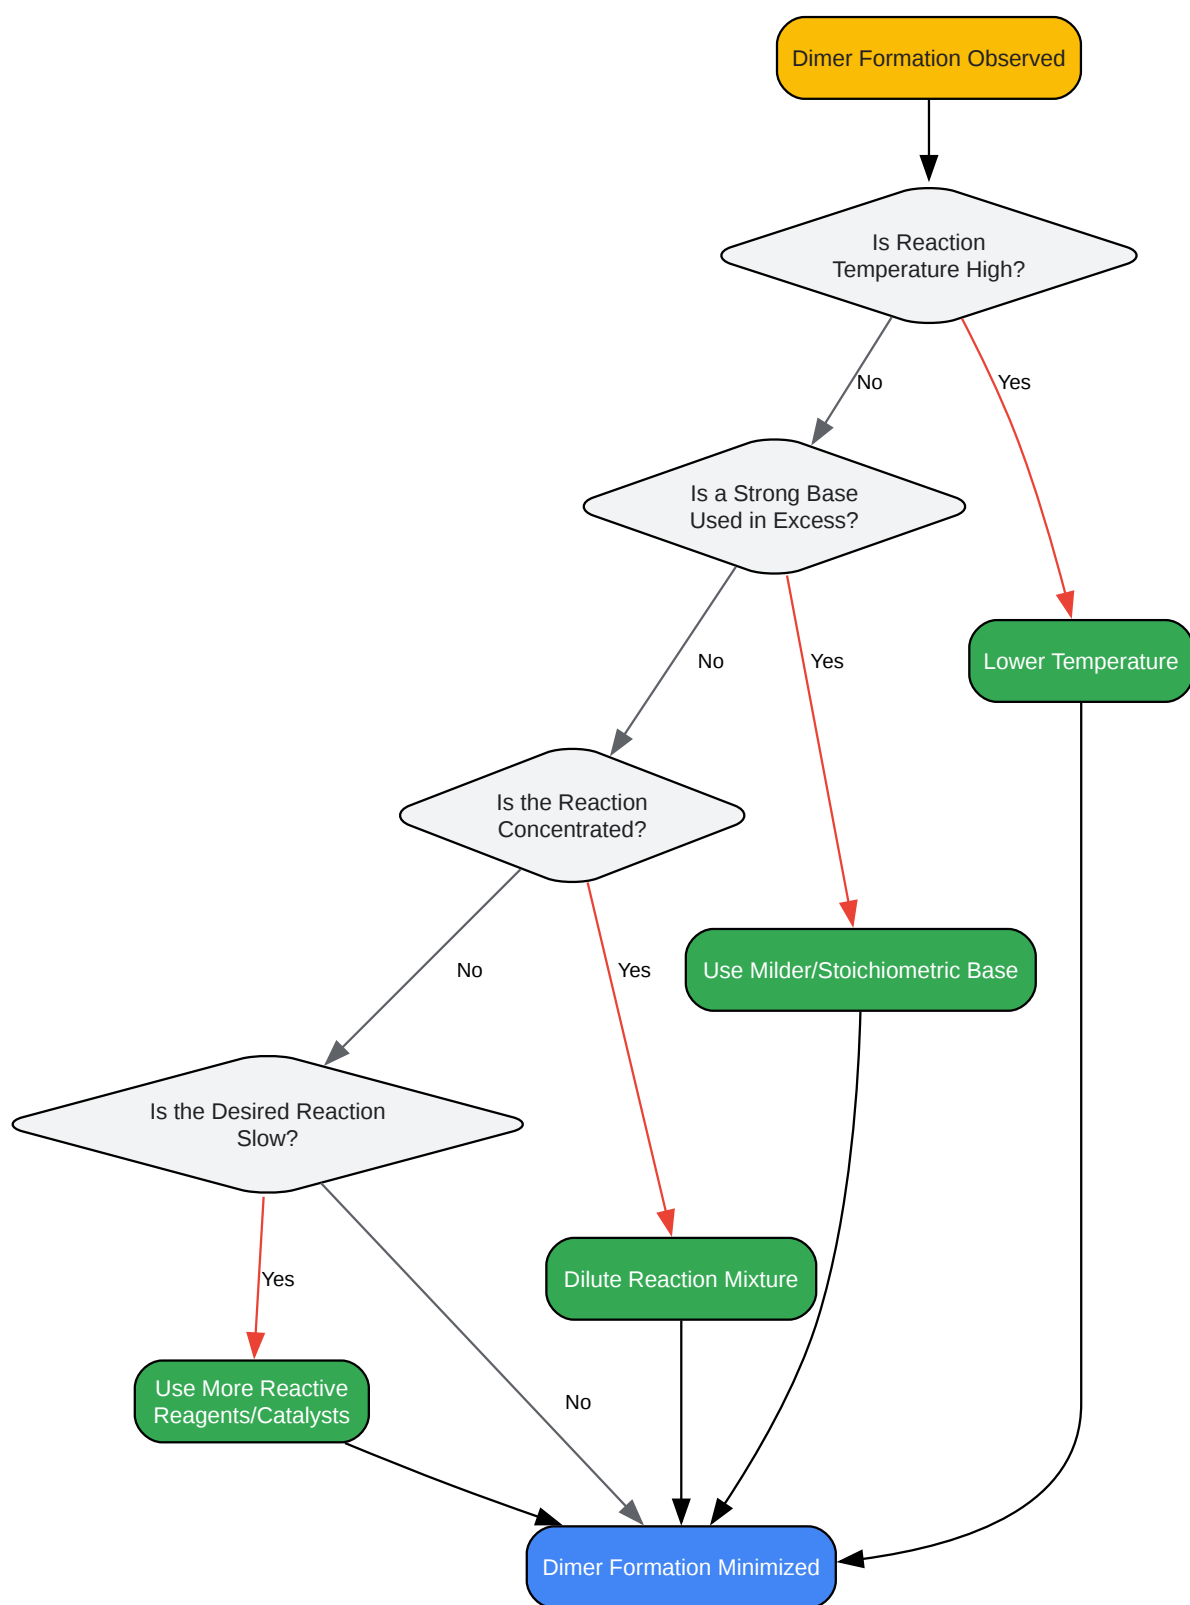 Dimer Formation Observed
Is Reaction
Temperature High?
No
Yes
Is a Strong Base
Used in Excess?
No
Yes
Lower Temperature
Is the Reaction
Concentrated?
No
Yes
Use Milder/Stoichiometric Base
Is the Desired Reaction
Slow?
Yes
No
Dilute Reaction Mixture
Use More Reactive
Reagents/Catalysts
Dimer Formation Minimized